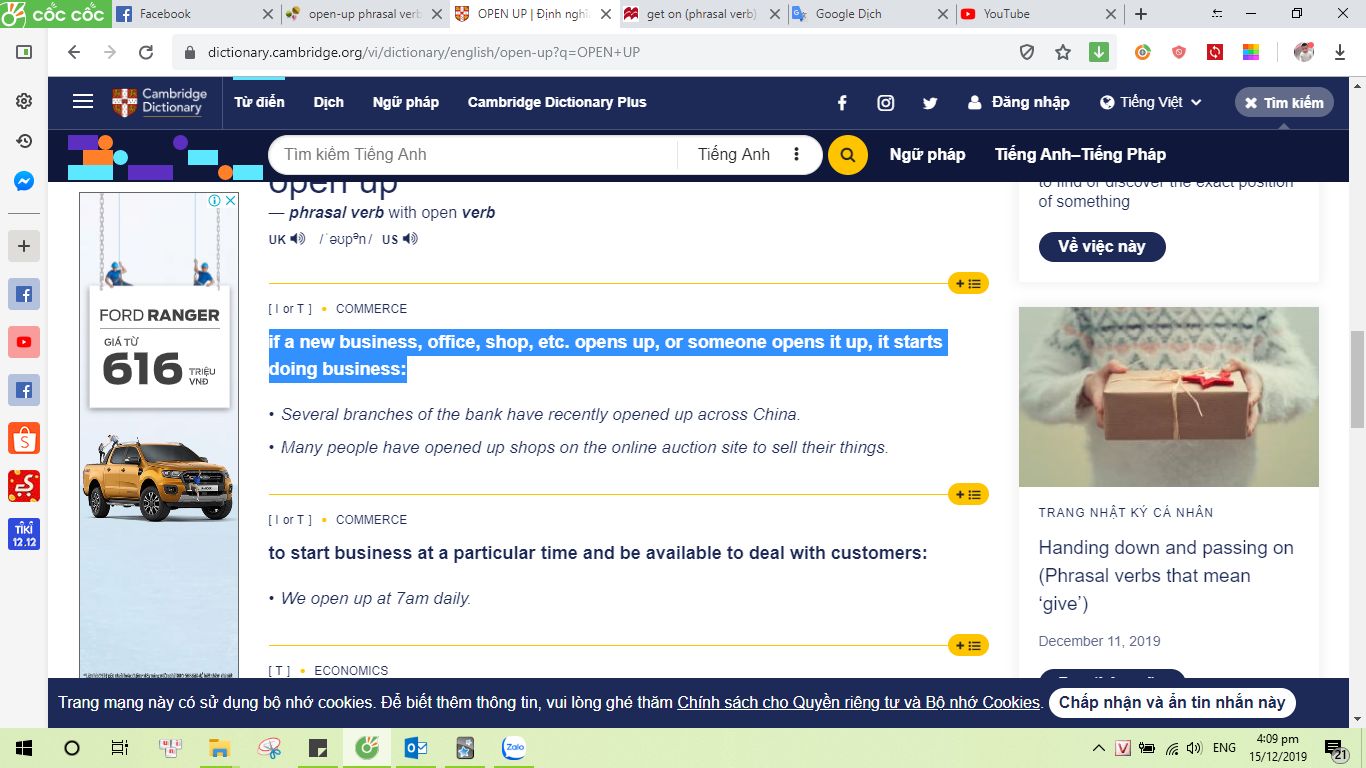 cốc cốc
Facebook
open-up phrasal verb
OPEN UP | Định nghĩ
get on (phrasal verb)
Google Dịch
YouTube
dictionary.cambridge.org/vi/dictionary/english/open-up?q=OPEN+UP
Cambridge
Dictionary
Từ điển
Dịch
Ngữ pháp
Cambridge Dictionary Plus
Đăng nhập
Tiếng Việt
Tìm kiếm
Tìm kiếm Tiếng Anh
Tiếng Anh
Ngữ pháp
Tiếng Anh–Tiếng Pháp
open up
— phrasal verb with open verb
UK /ˈəʊpᵊn/ US
[ I or T ] • COMMERCE
if a new business, office, shop, etc. opens up, or someone opens it up, it starts
doing business:
• Several branches of the bank have recently opened up across China.
• Many people have opened up shops on the online auction site to sell their things.
[ I or T ] • COMMERCE
to start business at a particular time and be available to deal with customers:
• We open up at 7am daily.
[ T ] • ECONOMICS
FORD RANGER
GIÁ TỪ
616 TRIỆU
VNĐ
to find or discover the exact position
of something
Về việc này
TRANG NHẬT KÝ CÁ NHÂN
Handing down and passing on
(Phrasal verbs that mean
‘give’)
December 11, 2019
TIKI
12.12
Trang mạng này có sử dụng bộ nhớ cookies. Để biết thêm thông tin, vui lòng ghé thăm Chính sách cho Quyền riêng tư và Bộ nhớ Cookies.
Chấp nhận và ẩn tin nhắn này
Zalo
ENG
4:09 pm
15/12/2019
21